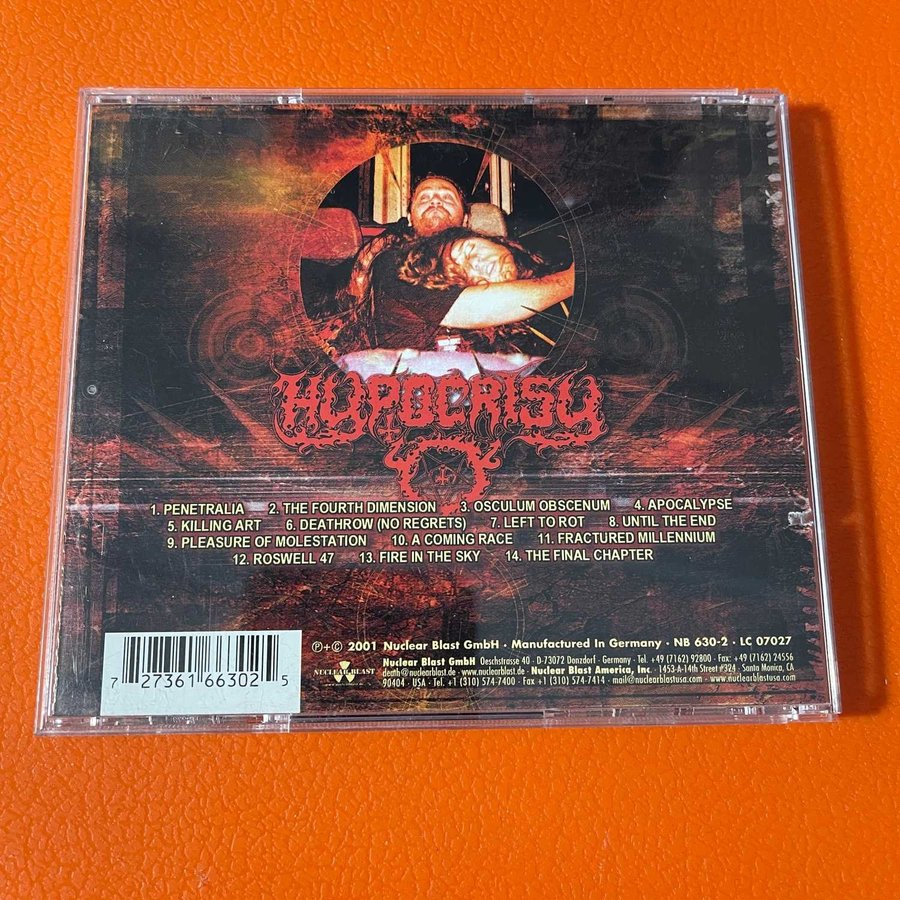 HYPOCRISY
1. PENETRALIA 2. THE FOURTH DIMENSION 3. OSCULUM OBSCENUM 4. APOCALYPSE
5. KILLING ART 6. DEATHROW (NO REGRETS) 7. LEFT TO ROT 8. UNTIL THE END
9. PLEASURE OF MOLESTATION 10. A COMING RACE 11. FRACTURED MILLENNIUM
12. ROSWELL 47 13. FIRE IN THE SKY 14. THE FINAL CHAPTER
7 27361 66302 5
NUCLEAR BLAST
℗+© 2001 Nuclear Blast GmbH · Manufactured In Germany · NB 630-2 · LC 07027
Nuclear Blast GmbH Oeschstrasse 40 · D-73072 Donzdorf · Germany · Tel. +49 (7162) 92800 · Fax: +49 (7162) 24556
death@nuclearblast.de · www.nuclearblast.de · Nuclear Blast America, Inc. · 1453-A-14th Street #324 · Santa Monica, CA
90404 · USA · Tel. +1 (310) 574-7400 · Fax +1 (310) 574-7414 · mail@nuclearblastusa.com · www.nuclearblastusa.com